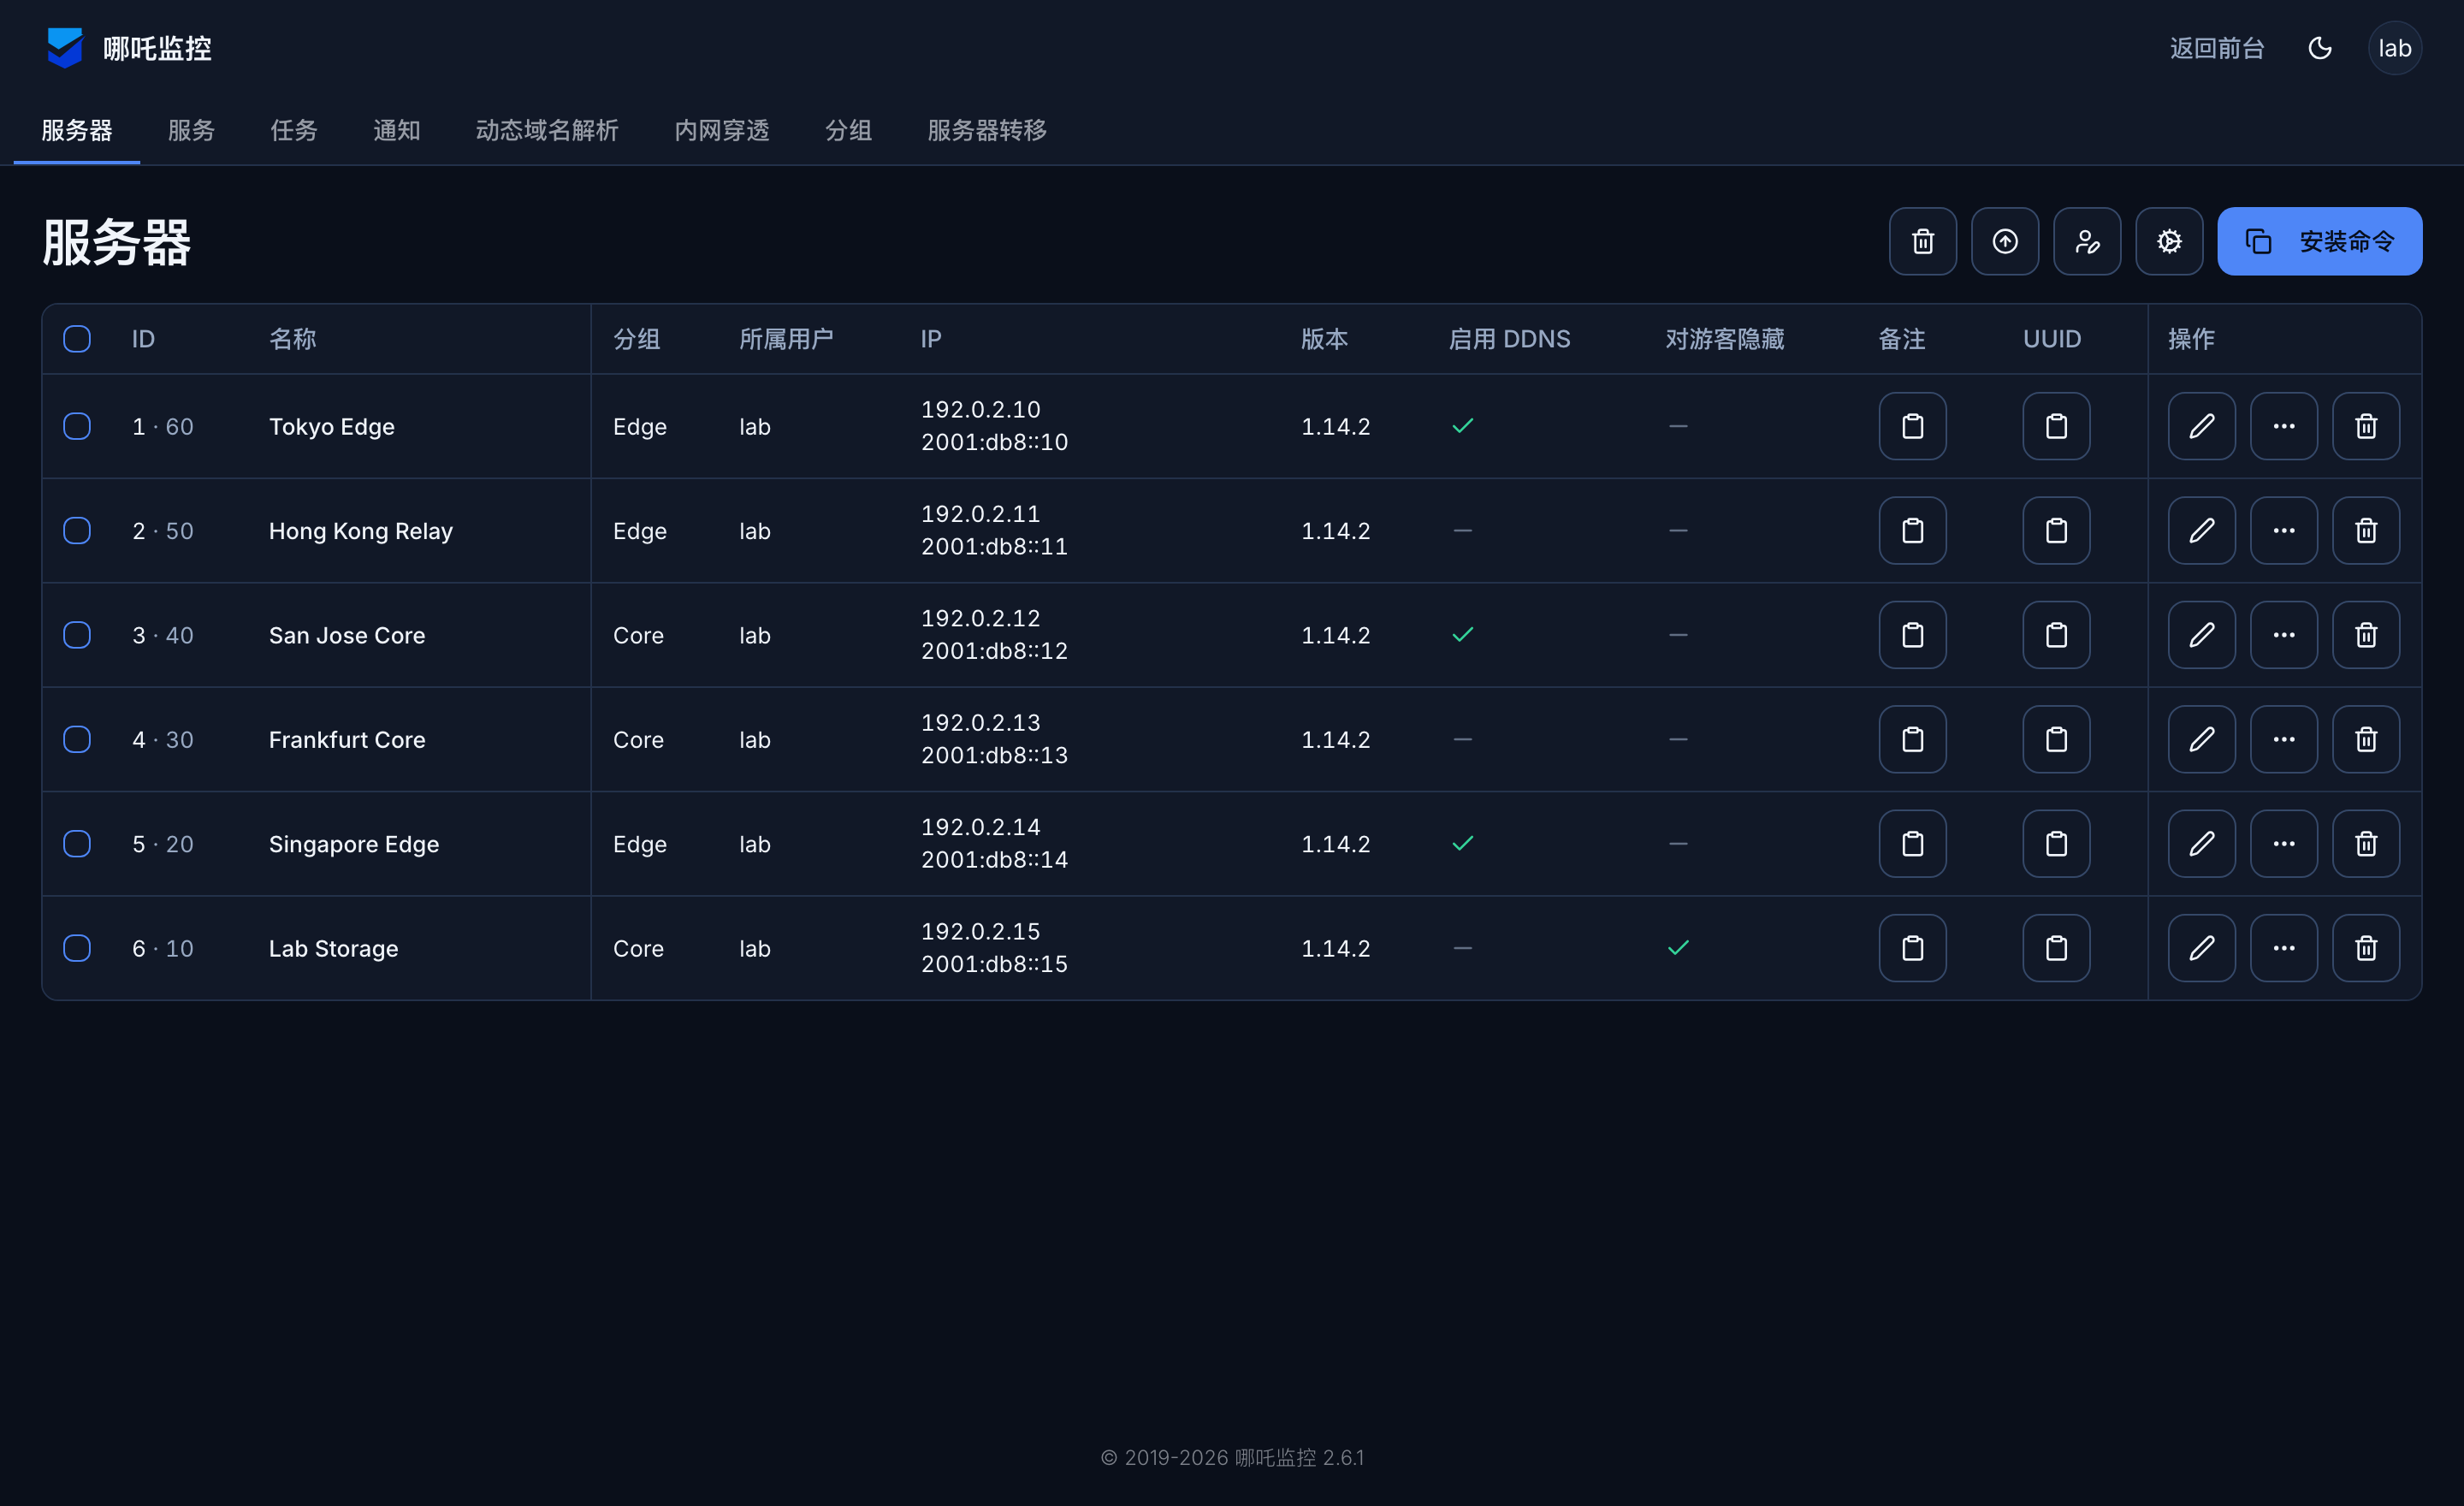 哪吒监控
返回前台
lab
服务器 服务 任务 通知 动态域名解析 内网穿透 分组 服务器转移
服务器
安装命令
ID 名称 分组 所属用户 IP 版本 启用 DDNS 对游客隐藏 备注 UUID 操作
1 · 60 Tokyo Edge Edge lab 192.0.2.10 1.14.2
2001:db8::10
2 · 50 Hong Kong Relay Edge lab 192.0.2.11 1.14.2
2001:db8::11
3 · 40 San Jose Core Core lab 192.0.2.12 1.14.2
2001:db8::12
4 · 30 Frankfurt Core Core lab 192.0.2.13 1.14.2
2001:db8::13
5 · 20 Singapore Edge Edge lab 192.0.2.14 1.14.2
2001:db8::14
6 · 10 Lab Storage Core lab 192.0.2.15 1.14.2
2001:db8::15
© 2019-2026 哪吒监控 2.6.1